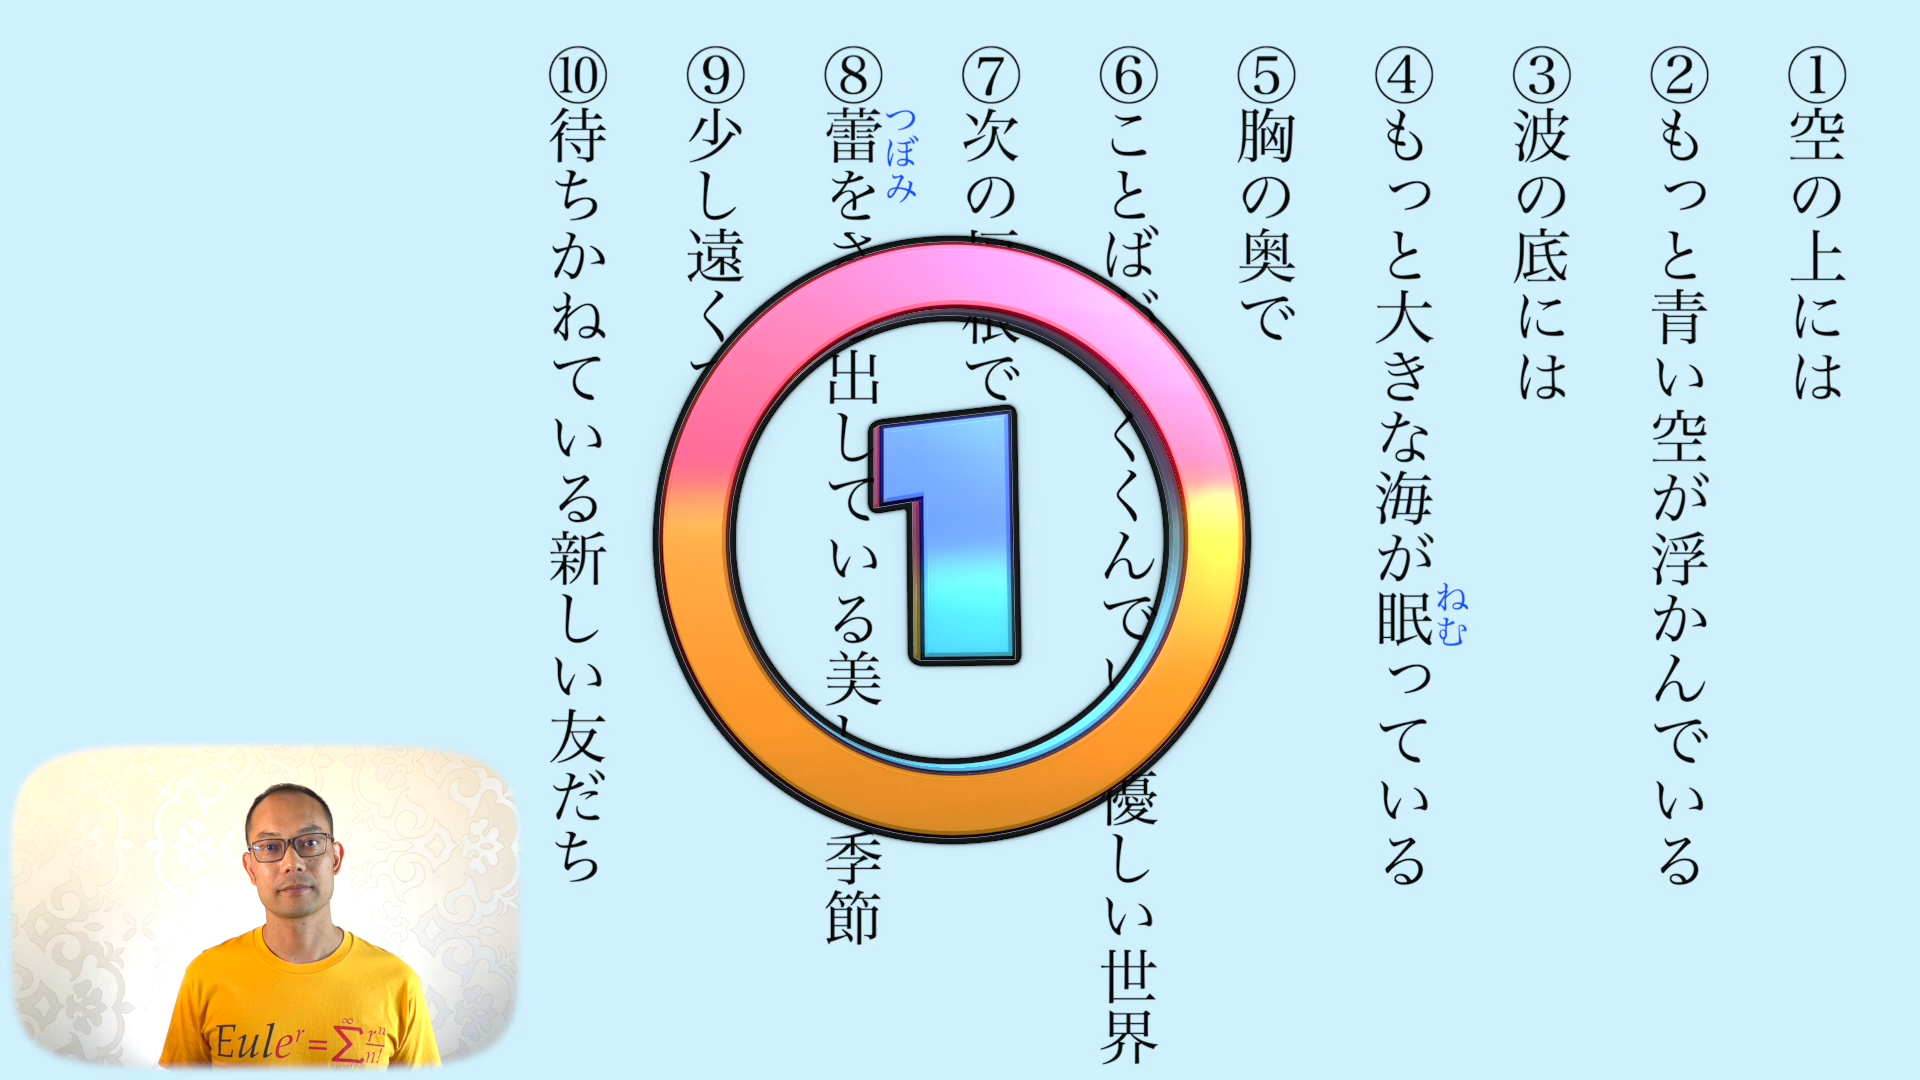 ①空の上には
②もっと青い空が浮かんでいる
③波の底には
④もっと大きな海が眠っている
ねむ
⑤胸の奥で
⑥ことば くくんで 優しい世界
⑦次の 根で
⑧蕾を 出している美し 季節
つぼみ
⑨少し遠く
⑩待ちかねている新しい友だち
1
Euleʳ = ∑ rⁿ/n!
∞